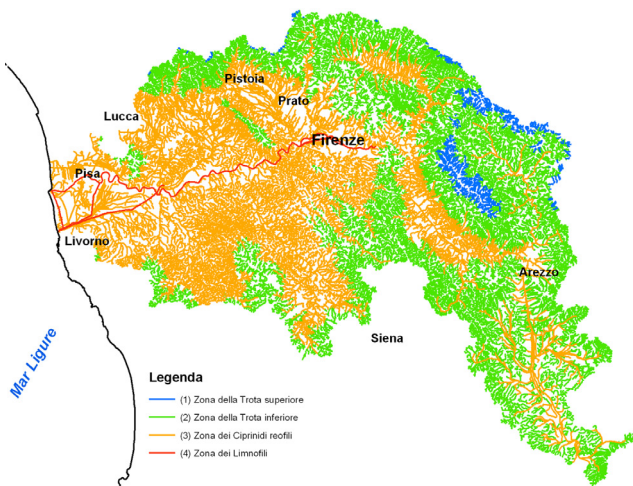 Pistoia
Prato
Lucca
Firenze
Pisa
Livorno
Arezzo
Siena
Mar Ligure
Legenda
(1) Zona della Trota superiore
(2) Zona della Trota inferiore
(3) Zona dei Ciprinidi reofili
(4) Zona dei Limnofili